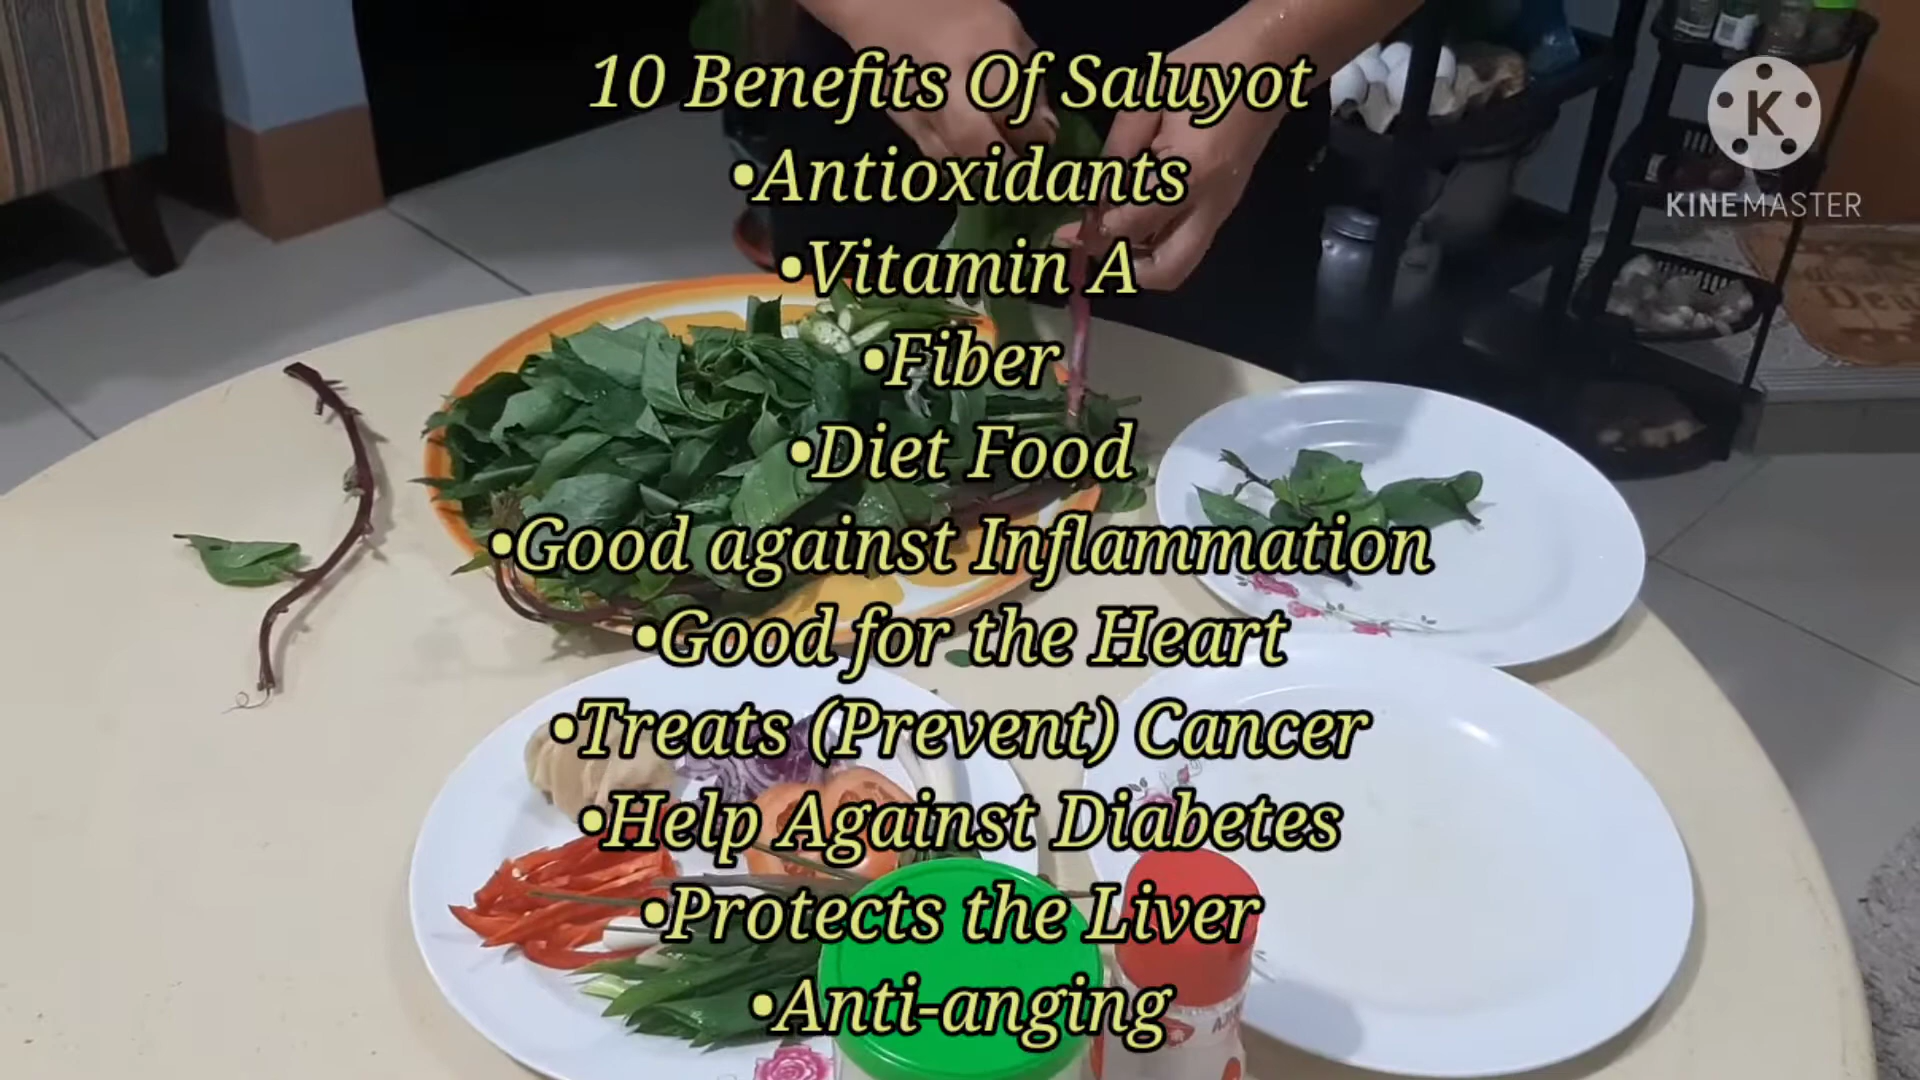 10 Benefits Of Saluyot
•Antioxidants
•Vitamin A
•Fiber
•Diet Food
•Good against Inflammation
•Good for the Heart
•Treats (Prevent) Cancer
•Help Against Diabetes
•Protects the Liver
•Anti-anging
K
KINEMASTER